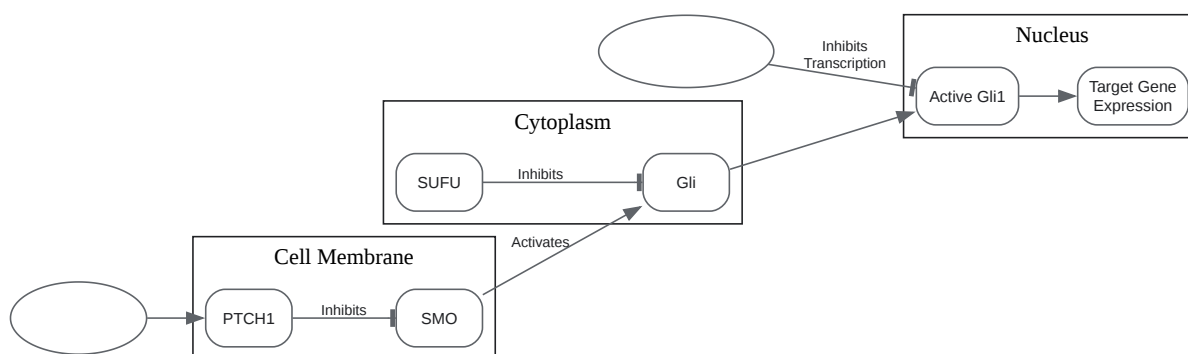 Inhibits
Transcription
Nucleus
Active Gli1
Target Gene
Expression
Cytoplasm
SUFU
Inhibits
Gli
Activates
Cell Membrane
PTCH1
Inhibits
SMO